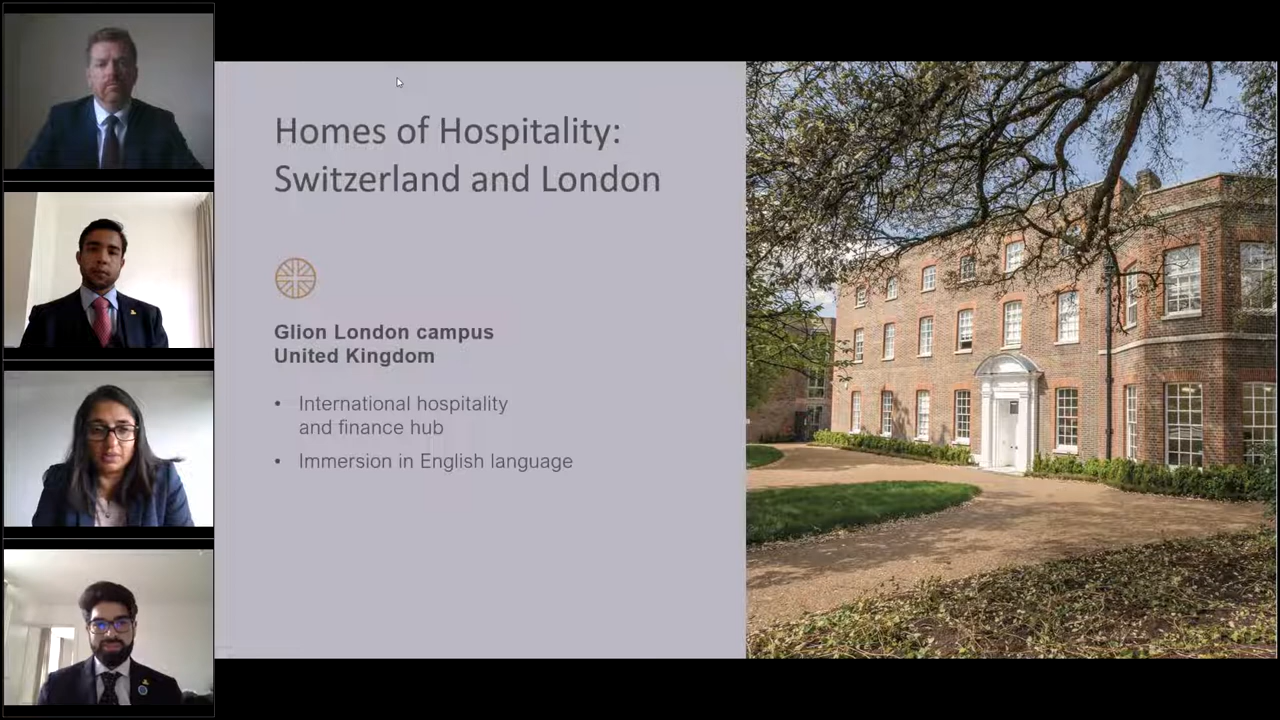 Homes of Hospitality:
Switzerland and London
Glion London campus
United Kingdom
• International hospitality
and finance hub
• Immersion in English language